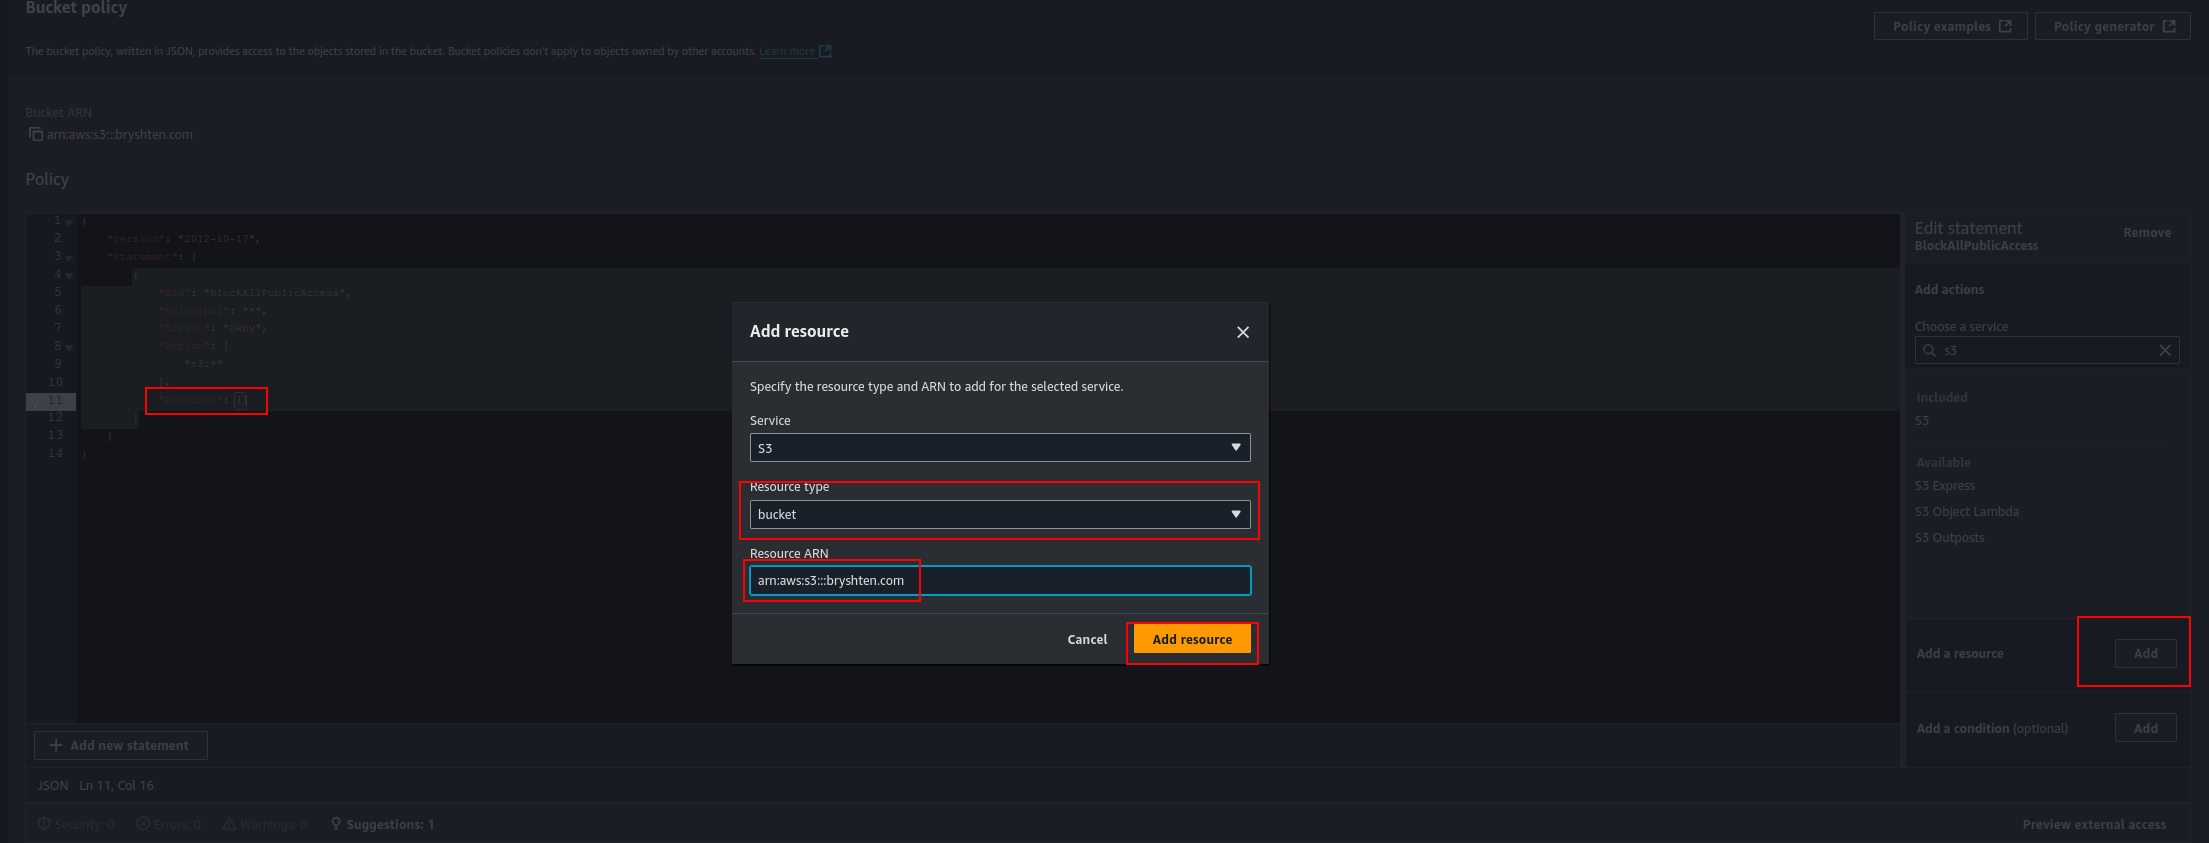 Bucket policy
Policy examples
Policy generator
The bucket policy, written in JSON, provides access to the objects stored in the bucket. Bucket policies don't apply to objects owned by other accounts. Learn more
Bucket ARN
arn:aws:s3:::bryshten.com
Policy
1 {
2 "Version": "2012-10-17",
3 "Statement": [
4 {
5 "Sid": "BlockAllPublicAccess",
6 "Principal": "*",
7 "Effect": "Deny",
8 "Action": [
9 "s3:*"
10 ],
11 "Resource": []
12 }
13 ]
14 }
Edit statement
BlockAllPublicAccess
Remove
Add actions
Choose a service
s3
Included
S3
Available
S3 Express
S3 Object Lambda
S3 Outposts
Add a resource
Add
Add a condition (optional)
Add
Add resource
Specify the resource type and ARN to add for the selected service.
Service
S3
Resource type
bucket
Resource ARN
arn:aws:s3:::bryshten.com
Cancel
Add resource
Add new statement
JSON Ln 11, Col 16
Security: 0 Errors: 0 Warnings: 0 Suggestions: 1
Preview external access